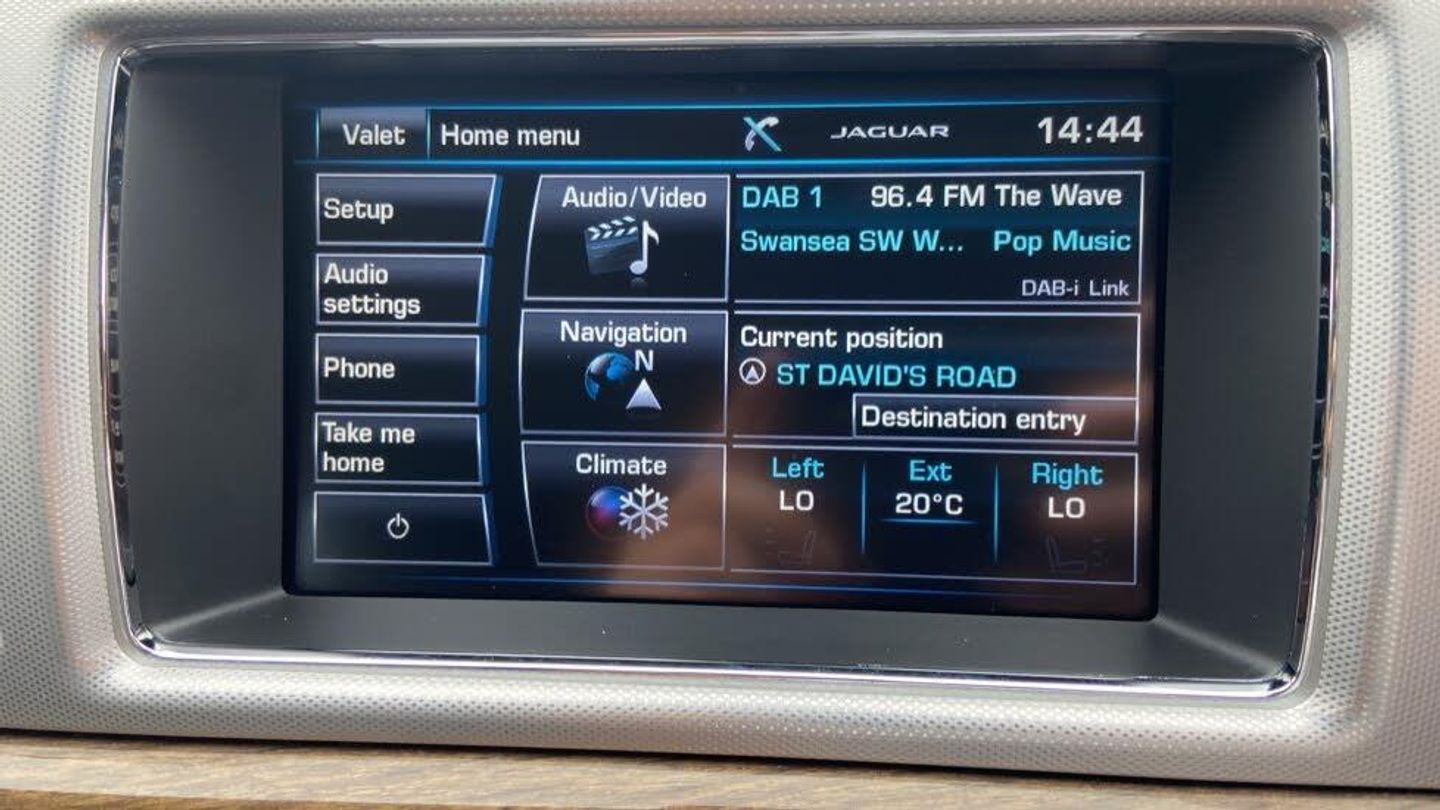 Valet
Home menu
JAGUAR
14:44
Setup
Audio
settings
Phone
Take me
home
Audio/Video
Navigation
N
Climate
DAB 1
96.4 FM The Wave
Swansea SW W...
Pop Music
DAB-i Link
Current position
ST DAVID'S ROAD
Destination entry
Left
LO
Ext
20°C
Right
LO